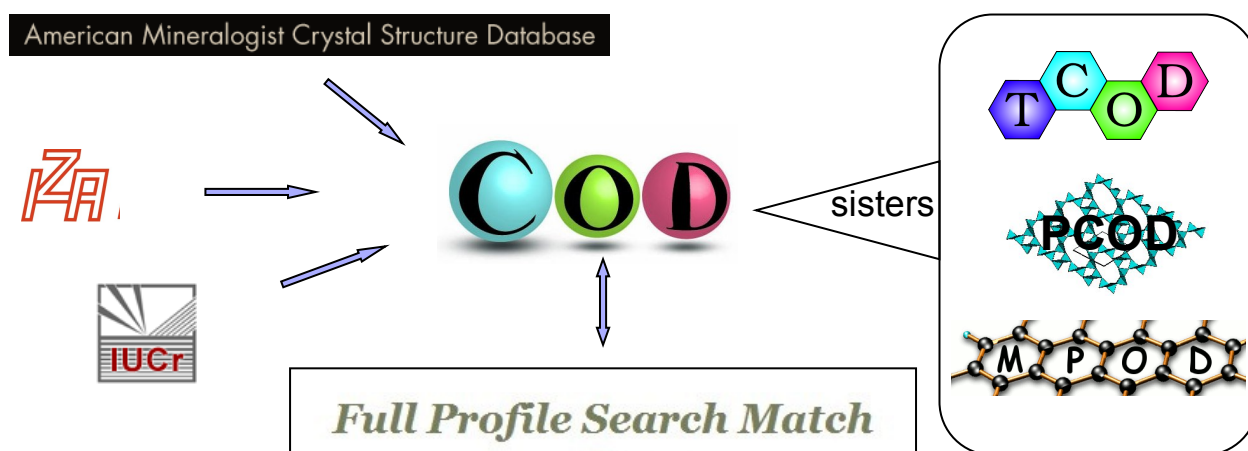 American Mineralogist Crystal Structure Database
IZA
IUCr
COD
sisters
TCOD
PCOD
MPOD
Full Profile Search Match